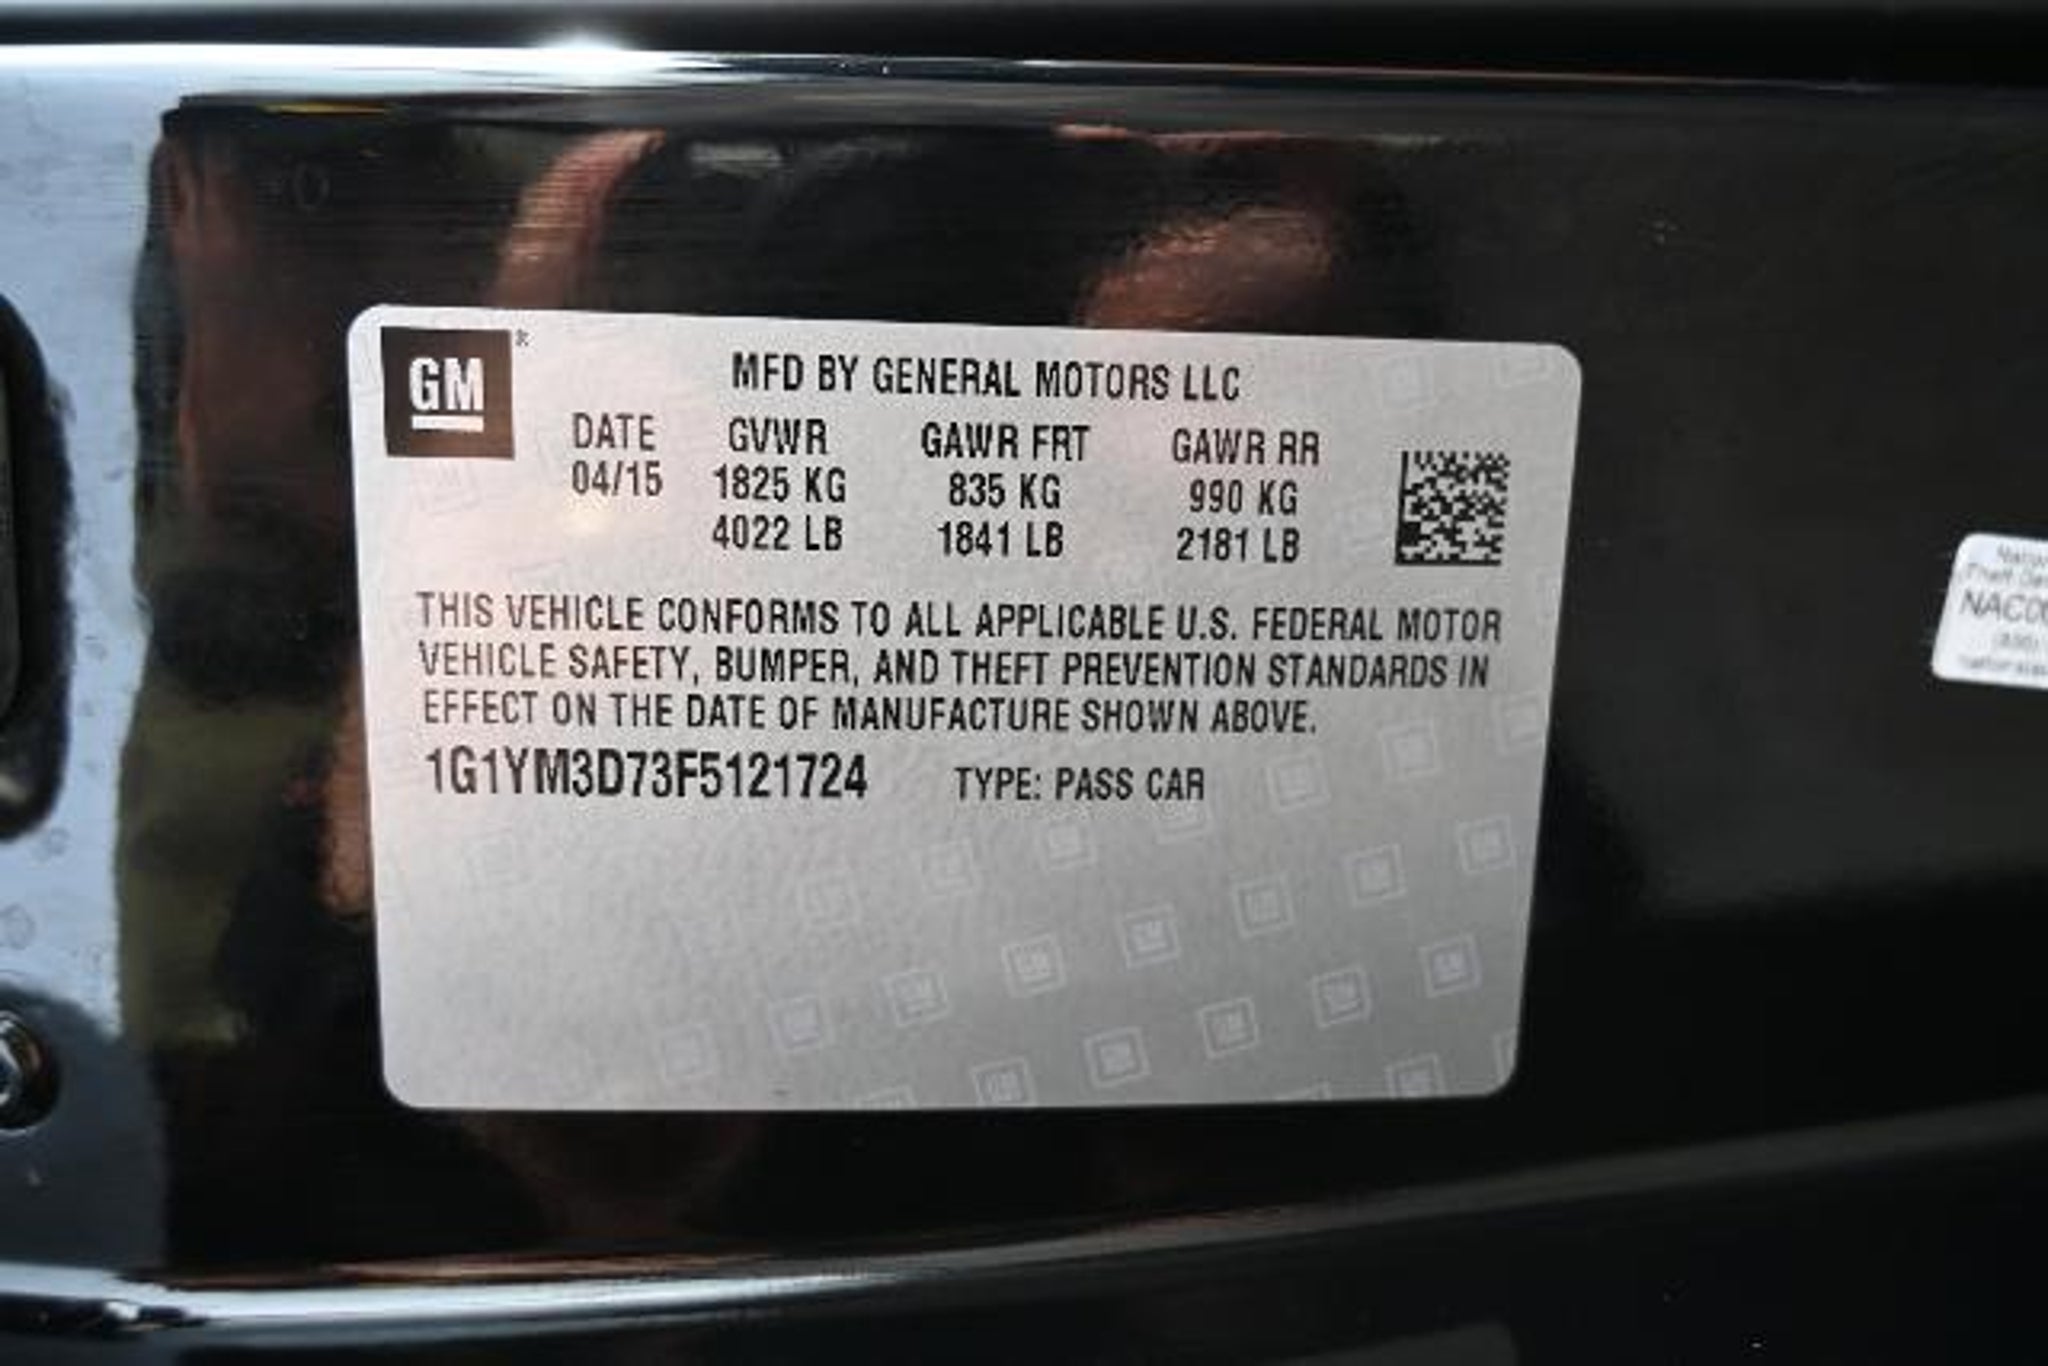 GM®
MFD BY GENERAL MOTORS LLC
DATE GVWR GAWR FRT GAWR RR
04/15 1825 KG 835 KG 990 KG
4022 LB 1841 LB 2181 LB
THIS VEHICLE CONFORMS TO ALL APPLICABLE U.S. FEDERAL MOTOR
VEHICLE SAFETY, BUMPER, AND THEFT PREVENTION STANDARDS IN
EFFECT ON THE DATE OF MANUFACTURE SHOWN ABOVE.
1G1YM3D73F5121724 TYPE: PASS CAR